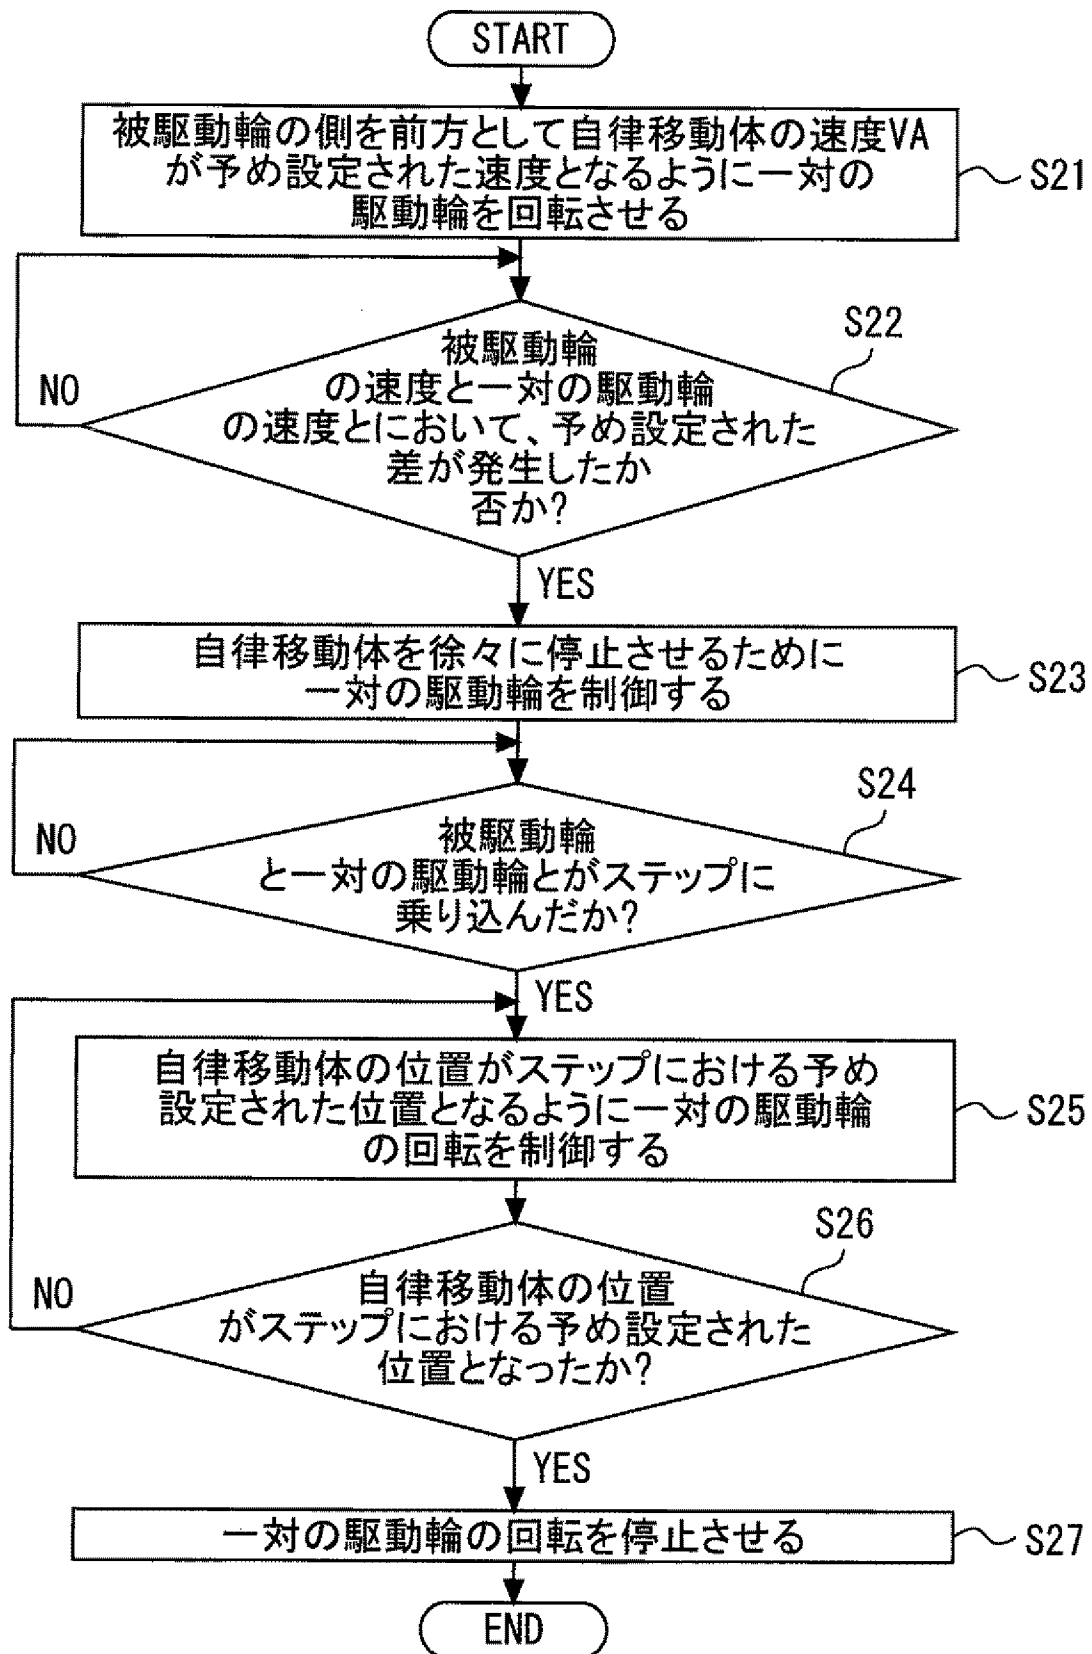 START
被駆動輪の側を前方として自律移動体の速度VA
が予め設定された速度となるように一対の
駆動輪を回転させる
S21
S22
被駆動輪
の速度と一対の駆動輪
の速度とにおいて、予め設定された
差が発生したか
否か?
NO
YES
自律移動体を徐々に停止させるために
一対の駆動輪を制御する
S23
S24
被駆動輪
と一対の駆動輪とがステップに
乗り込んだか?
NO
YES
自律移動体の位置がステップにおける予め
設定された位置となるように一対の駆動輪
の回転を制御する
S25
S26
自律移動体の位置
がステップにおける予め設定された
位置となったか?
NO
YES
一対の駆動輪の回転を停止させる
S27
END